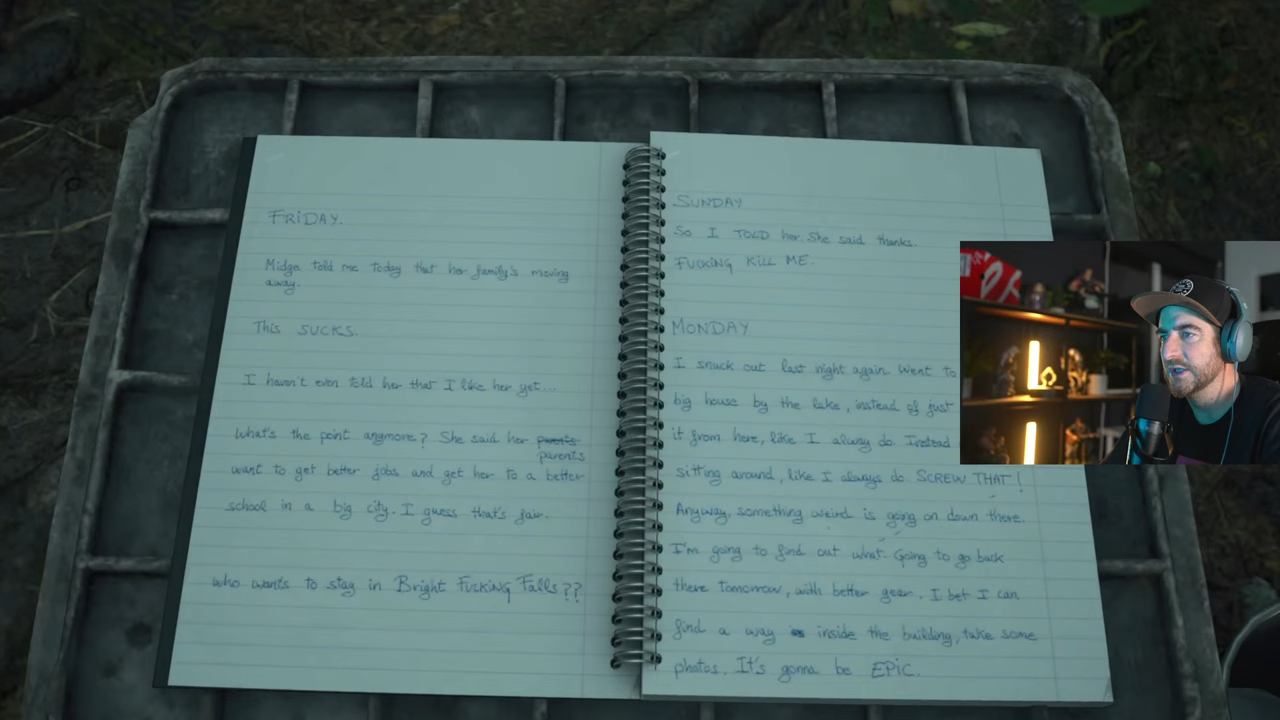 FRIDAY.
Midge told me today that her family's moving
away.
This SUCKS.
I haven't even told her that I like her yet...
What's the point anymore? She said her parents
parents
want to get better jobs and get her to a better
school in a big city. I guess that's fair.
who wants to stay in Bright FUCKING Falls??
SUNDAY
So I TOLD her. She said thanks.
FUCKING KILL ME.
MONDAY
I snuck out last night again. Went to
big house by the lake, instead of just
it from here, like I alway do. Instead
sitting around, like I always do. SCREW THAT!
Anyway, something weird is going on down there.
I'm going to find out what. Going to go back
there tomorrow, with better gear. I bet I can
find a way inside the building, take some
photos. It's gonna be EPIC.